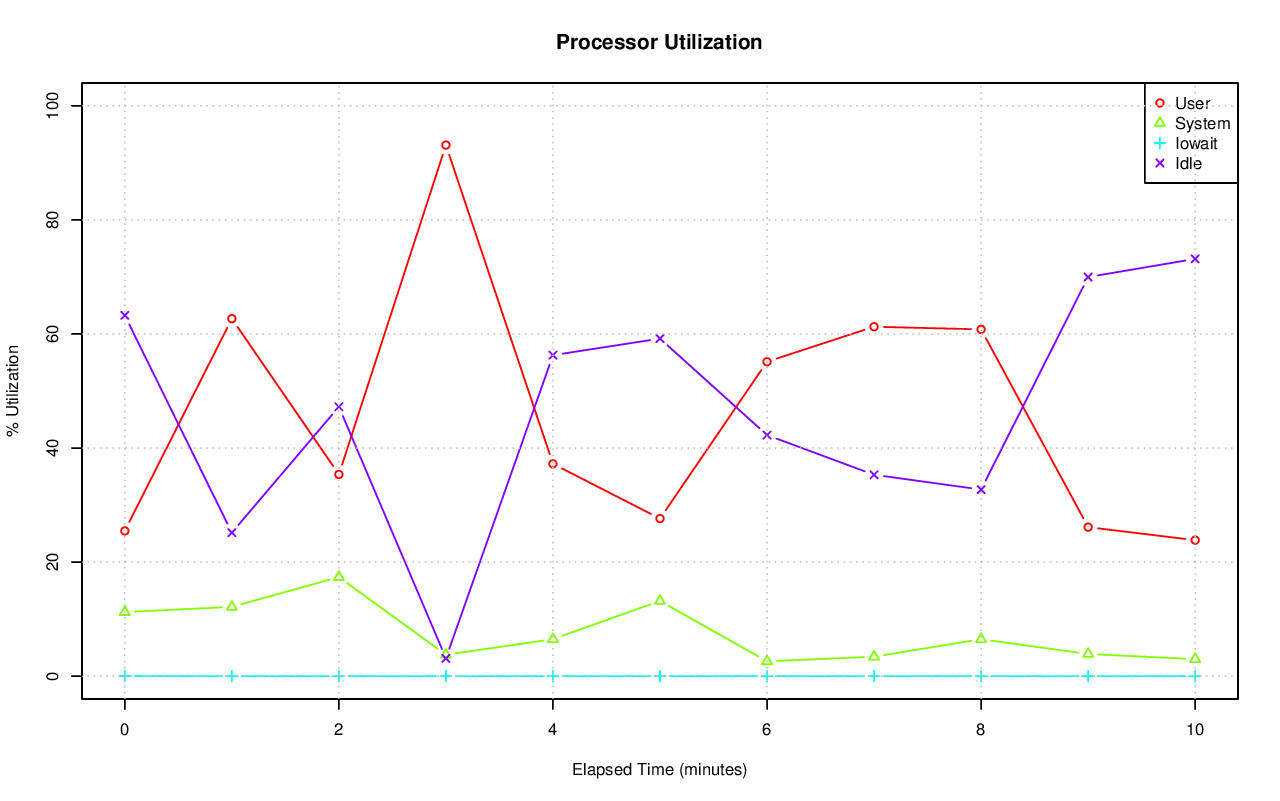 Processor Utilization
User
System
Iowait
Idle
% Utilization
100
80
60
40
20
0
0 2 4 6 8 10
Elapsed Time (minutes)